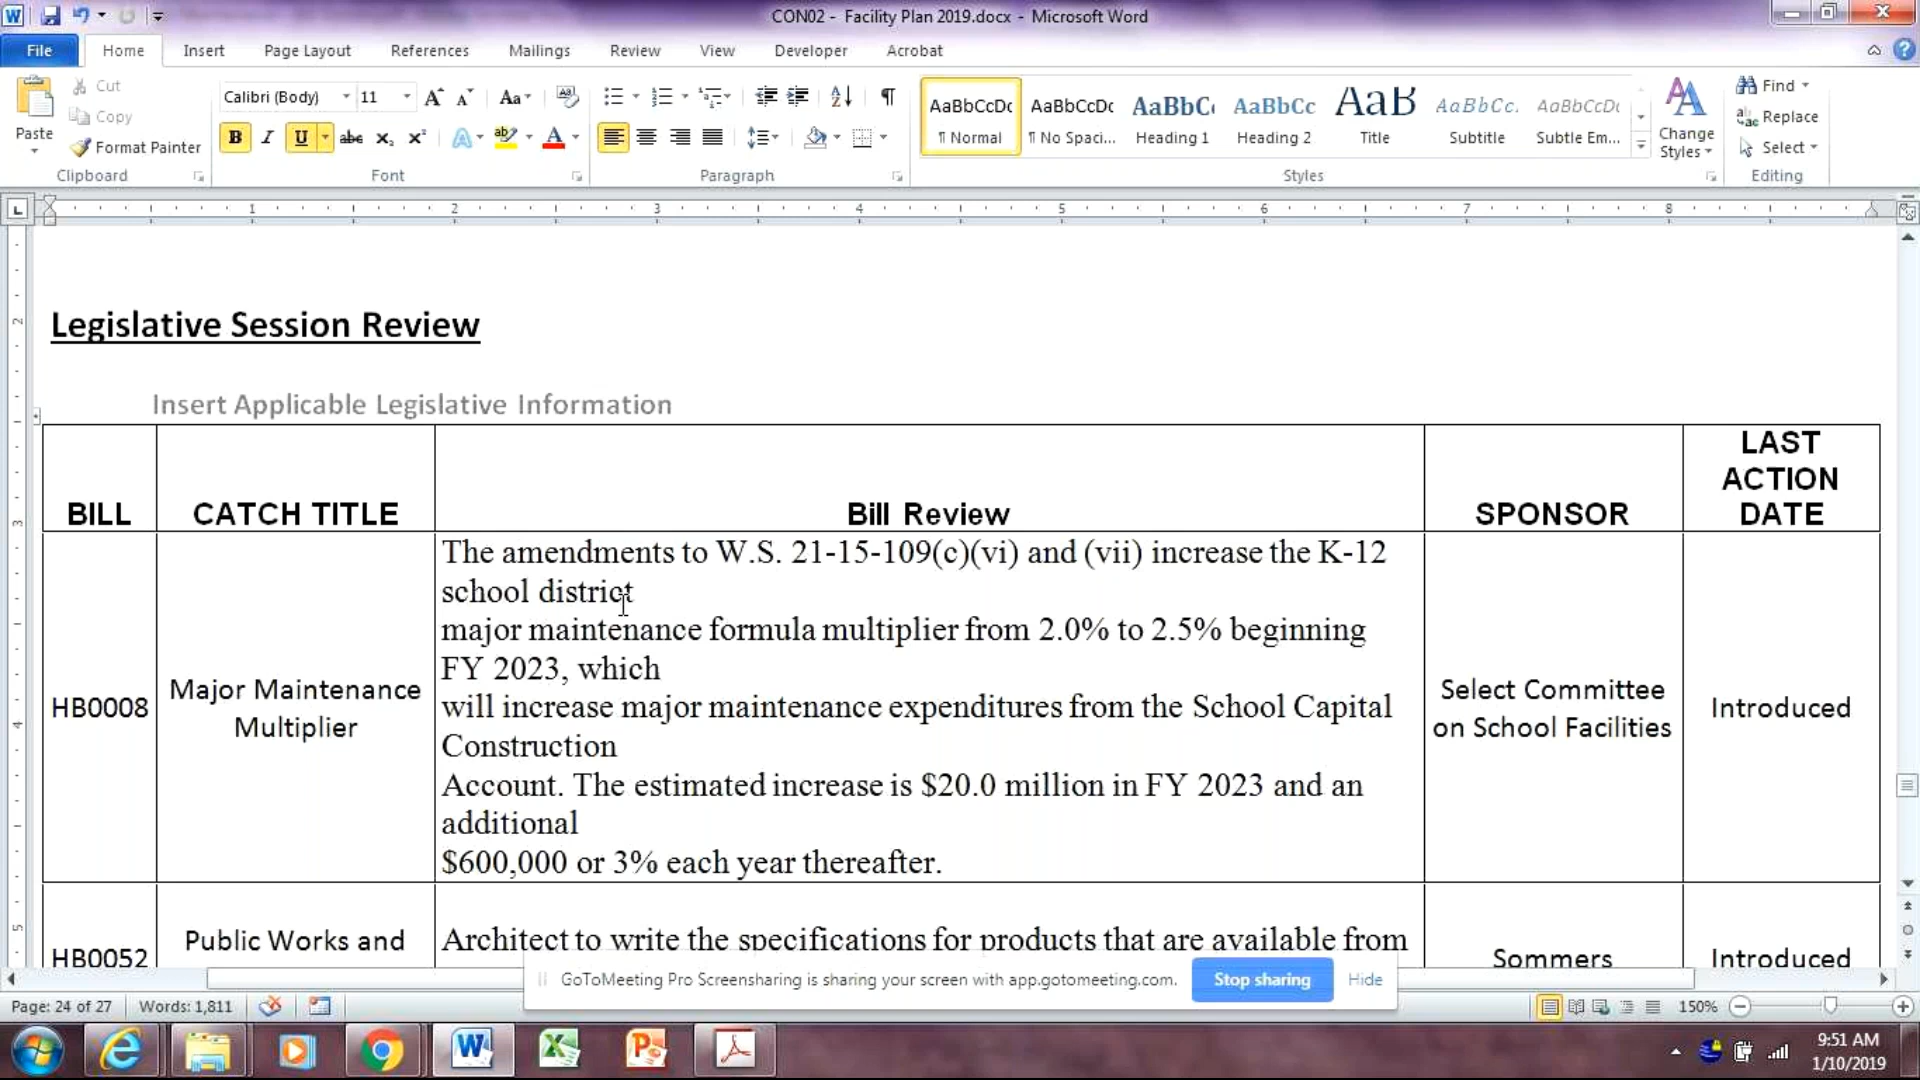 CON02 - Facility Plan 2019.docx - Microsoft Word
File Home Insert Page Layout References Mailings Review View Developer Acrobat
Paste
Cut
Copy
Format Painter
Clipboard
Calibri (Body) 11
Font
Paragraph
AaBbCcDc AaBbCcDc AaBbC AaBbCc AaB AaBbCc. AaBbCcDc
¶ Normal ¶ No Spaci... Heading 1 Heading 2 Title Subtitle Subtle Em...
Styles
Change
Styles
Find
Replace
Select
Editing
1 2 3 4 5 6 7 8
Legislative Session Review
Insert Applicable Legislative Information
BILL CATCH TITLE Bill Review SPONSOR LAST
ACTION
DATE
HB0008
Major Maintenance
Multiplier
The amendments to W.S. 21-15-109(c)(vi) and (vii) increase the K-12
school district
major maintenance formula multiplier from 2.0% to 2.5% beginning
FY 2023, which
will increase major maintenance expenditures from the School Capital
Construction
Account. The estimated increase is $20.0 million in FY 2023 and an
additional
$600,000 or 3% each year thereafter.
Select Committee
on School Facilities
Introduced
HB0052
Public Works and
Architect to write the specifications for products that are available from
Sommers
Introduced
GoToMeeting Pro Screensharing is sharing your screen with app.gotomeeting.com.
Stop sharing
Hide
Page: 24 of 27 Words: 1,811 150%
9:51 AM
1/10/2019